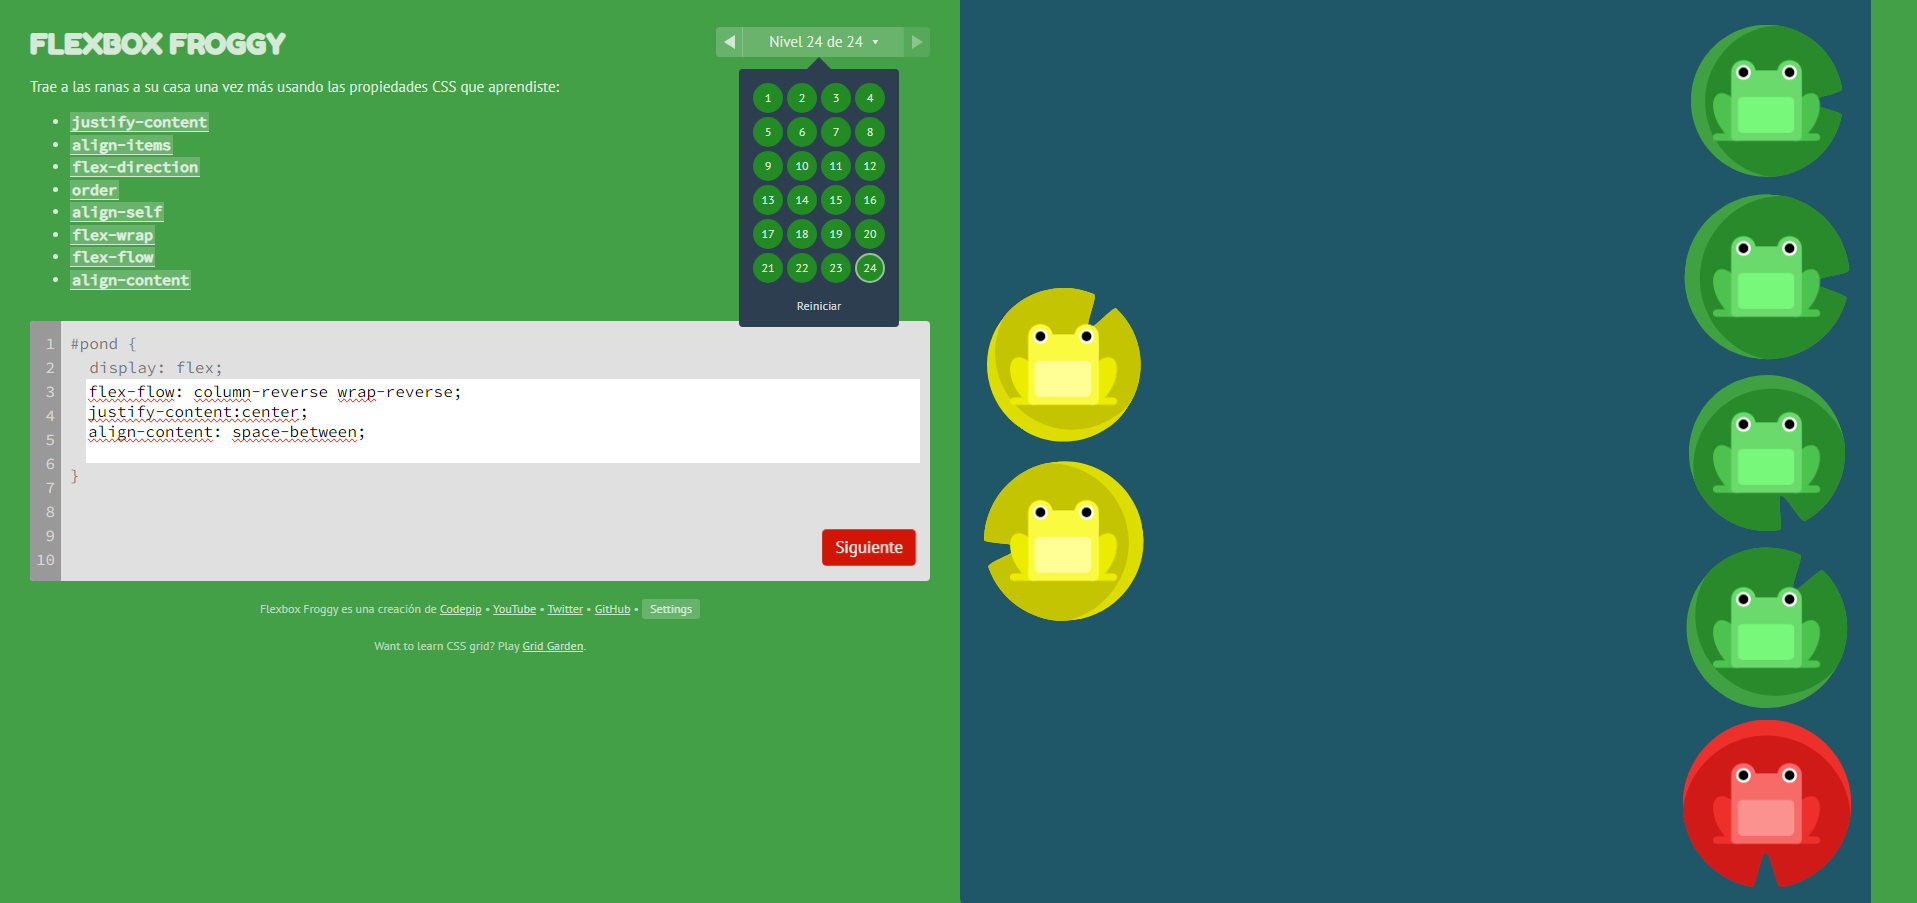 FLEXBOX FROGGY
◀ Nivel 24 de 24 ▾ ▶
Trae a las ranas a su casa una vez más usando las propiedades CSS que aprendiste:
• justify-content
• align-items
• flex-direction
• order
• align-self
• flex-wrap
• flex-flow
• align-content
1 2 3 4
5 6 7 8
9 10 11 12
13 14 15 16
17 18 19 20
21 22 23 24
Reiniciar
1 #pond {
2 display: flex;
3 flex-flow: column-reverse wrap-reverse;
4 justify-content:center;
5 align-content: space-between;
6
7 }
8
9
10
Siguiente
Flexbox Froggy es una creación de Codepip • YouTube • Twitter • GitHub • Settings
Want to learn CSS grid? Play Grid Garden.